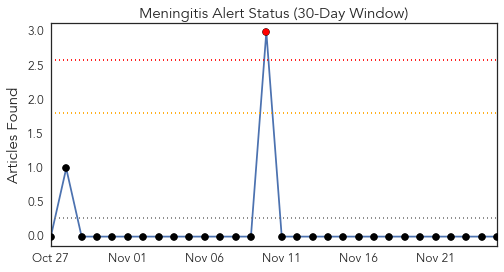 Meningitis Alert Status (30-Day Window)
Articles Found
3.0
2.5
2.0
1.5
1.0
0.5
0.0
Oct 27 Nov 01 Nov 06 Nov 11 Nov 16 Nov 21